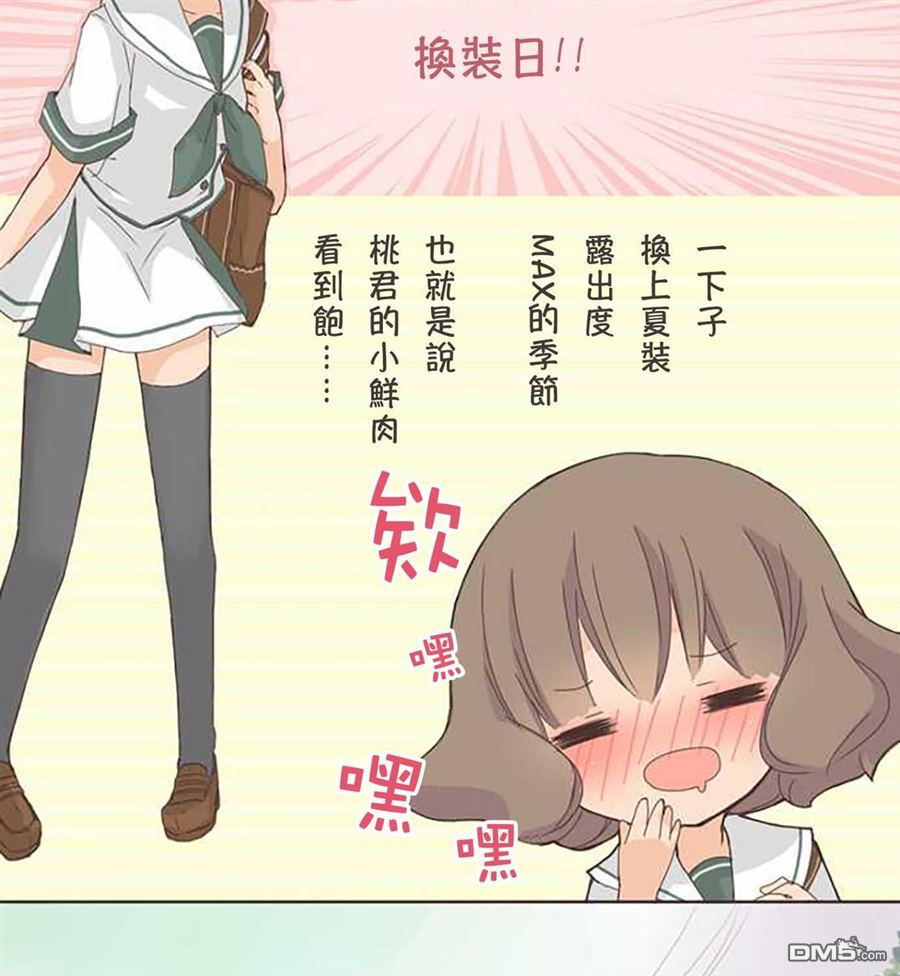 換裝日!!
一下子
換上夏裝
露出度
MAX的季節
也就是說
桃君的小鮮肉
看到飽……
欸
嘿
嘿
嘿
DM5.com